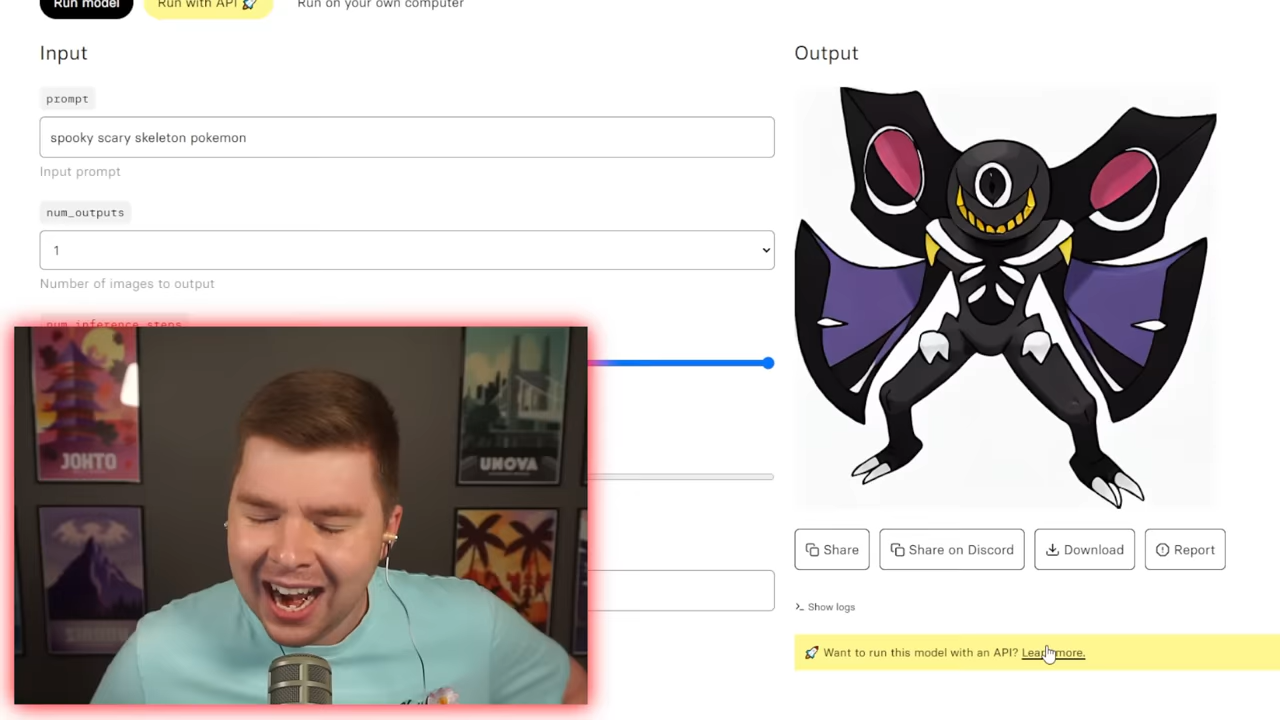 Run model
Run with API 🚀
Run on your own computer
Input
prompt
spooky scary skeleton pokemon
Input prompt
num_outputs
1
Number of images to output
num_inference_steps
Output
Share
Share on Discord
Download
Report
>_ Show logs
🚀 Want to run this model with an API? Learn more.
JOHTO
UNOVA